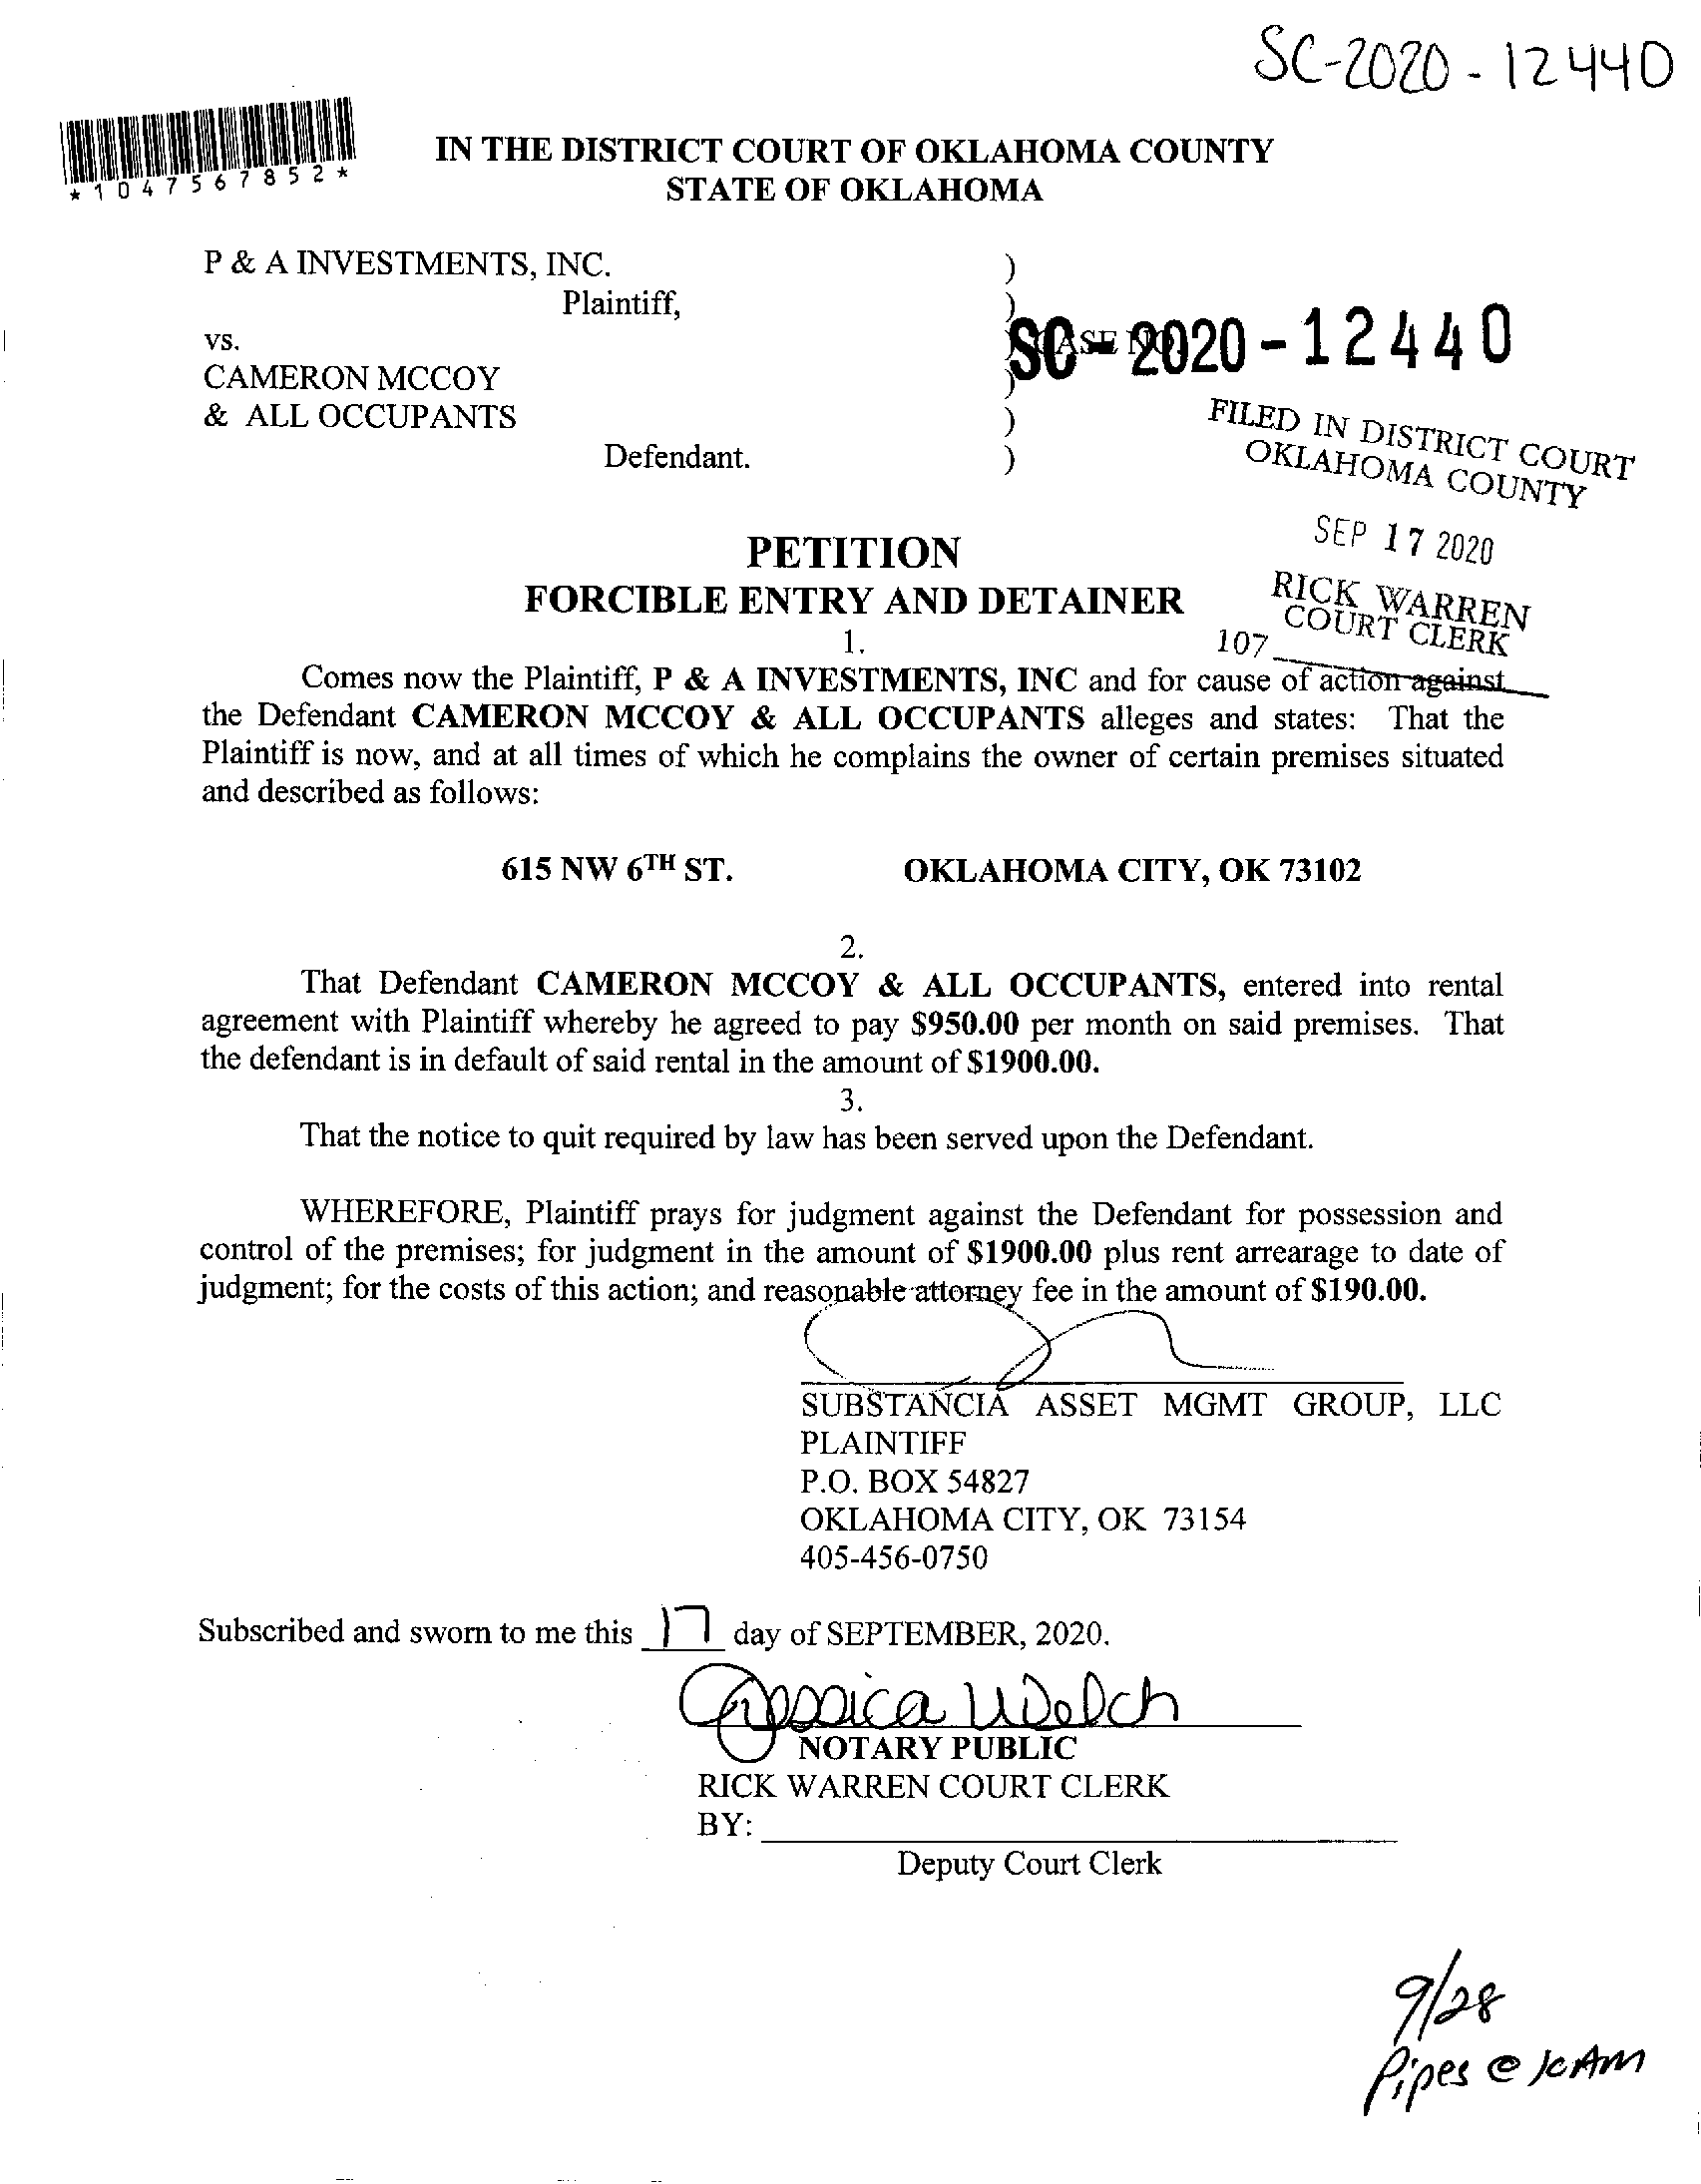 SC-2020-12440
*1047567852*
IN THE DISTRICT COURT OF OKLAHOMA COUNTY
STATE OF OKLAHOMA
P & A INVESTMENTS, INC. )
Plaintiff, )
vs. ) CASE NO SC-2020-12440
CAMERON MCCOY )
& ALL OCCUPANTS )
Defendant. )
FILED IN DISTRICT COURT
OKLAHOMA COUNTY
SEP 17 2020
RICK WARREN
COURT CLERK
107
PETITION
FORCIBLE ENTRY AND DETAINER
1.
Comes now the Plaintiff, P & A INVESTMENTS, INC and for cause of action against
the Defendant CAMERON MCCOY & ALL OCCUPANTS alleges and states: That the
Plaintiff is now, and at all times of which he complains the owner of certain premises situated
and described as follows:
615 NW 6TH ST. OKLAHOMA CITY, OK 73102
2.
That Defendant CAMERON MCCOY & ALL OCCUPANTS, entered into rental
agreement with Plaintiff whereby he agreed to pay $950.00 per month on said premises. That
the defendant is in default of said rental in the amount of $1900.00.
3.
That the notice to quit required by law has been served upon the Defendant.
WHEREFORE, Plaintiff prays for judgment against the Defendant for possession and
control of the premises; for judgment in the amount of $1900.00 plus rent arrearage to date of
judgment; for the costs of this action; and reasonable attorney fee in the amount of $190.00.
SUBSTANCIA ASSET MGMT GROUP, LLC
PLAINTIFF
P.O. BOX 54827
OKLAHOMA CITY, OK 73154
405-456-0750
Subscribed and sworn to me this 17 day of SEPTEMBER, 2020.
Jessica Welch
NOTARY PUBLIC
RICK WARREN COURT CLERK
BY:
Deputy Court Clerk
9/28
Pipes @ 10AM